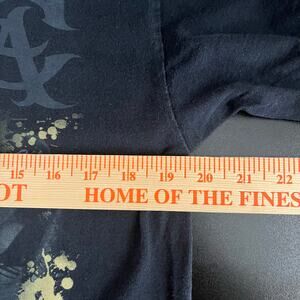 A
15 16 17 18 19 20 21 22
OT HOME OF THE FINES